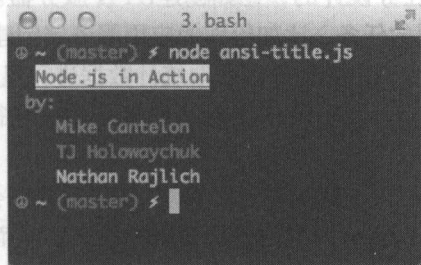 3. bash
☮ ~ (master) ⚡ node ansi-title.js
Node.js in Action
by:
Mike Cantelon
TJ Holowaychuk
Nathan Rajlich
☮ ~ (master) ⚡